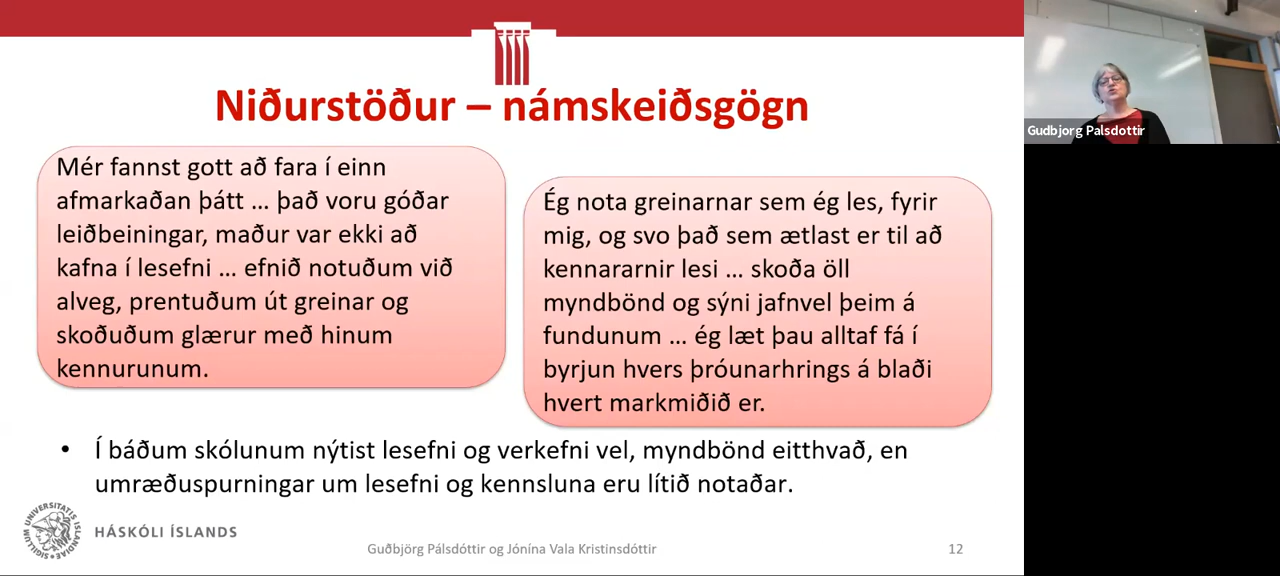 Niðurstöður – námskeiðsgögn
Mér fannst gott að fara í einn
afmarkaðan þátt ... það voru góðar
leiðbeiningar, maður var ekki að
kafna í lesefni ... efnið notuðum við
alveg, prentuðum út greinar og
skoðuðum glærur með hinum
kennurunum.
Ég nota greinarnar sem ég les, fyrir
mig, og svo það sem ætlast er til að
kennararnir lesi ... skoða öll
myndbönd og sýni jafnvel þeim á
fundunum ... ég læt þau alltaf fá í
byrjun hvers þróunarhrings á blaði
hvert markmiðið er.
• Í báðum skólunum nýtist lesefni og verkefni vel, myndbönd eitthvað, en
umræðuspurningar um lesefni og kennsluna eru lítið notaðar.
HÁSKÓLI ÍSLANDS
Guðbjörg Pálsdóttir og Jónína Vala Kristinsdóttir
12
Gudbjorg Palsdottir